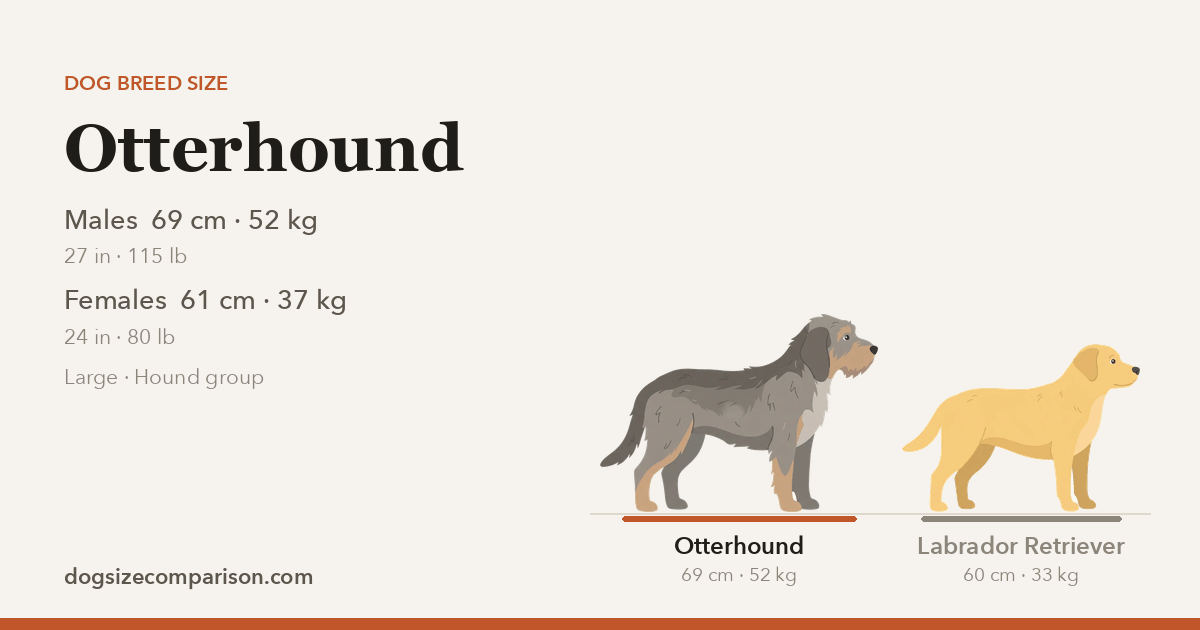 DOG BREED SIZE
Otterhound
Males 69 cm · 52 kg
27 in · 115 lb
Females 61 cm · 37 kg
24 in · 80 lb
Large · Hound group
Otterhound
69 cm · 52 kg
Labrador Retriever
60 cm · 33 kg
dogsizecomparison.com